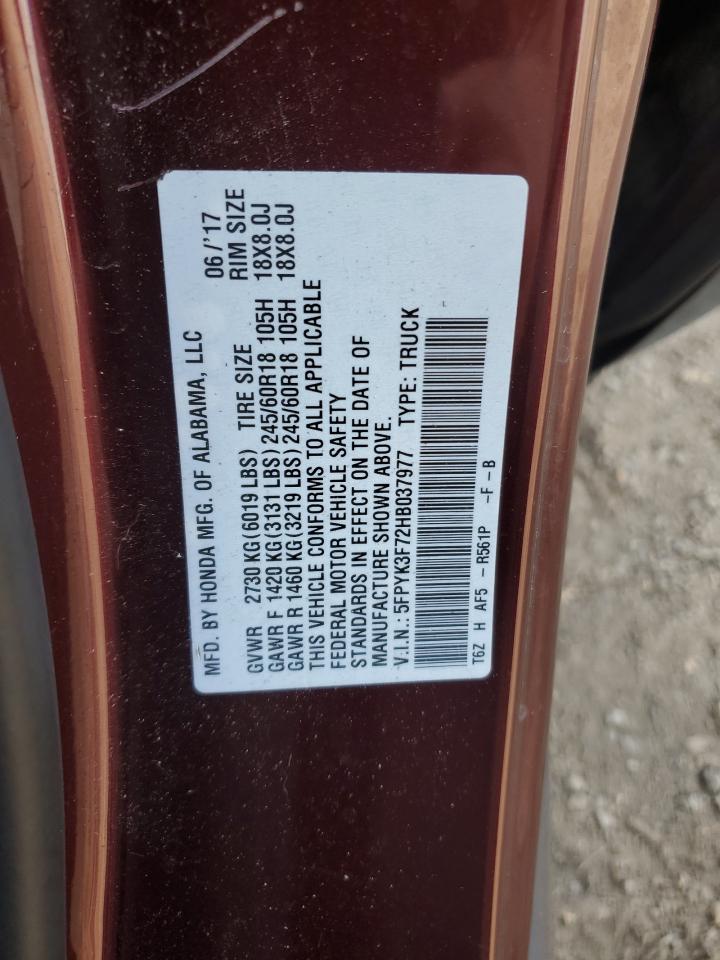 MFD. BY HONDA MFG. OF ALABAMA, LLC 06/'17
GVWR 2730 KG(6019 LBS) TIRE SIZE RIM SIZE
GAWR F 1420 KG(3131 LBS)245/60R18 105H 18X8.0J
GAWR R 1460 KG(3219 LBS)245/60R18 105H 18X8.0J
THIS VEHICLE CONFORMS TO ALL APPLICABLE
FEDERAL MOTOR VEHICLE SAFETY
STANDARDS IN EFFECT ON THE DATE OF
MANUFACTURE SHOWN ABOVE.
V.I.N.: 5FPYK3F72HB037977 TYPE: TRUCK
T6Z H AF5 - R561P -F-B